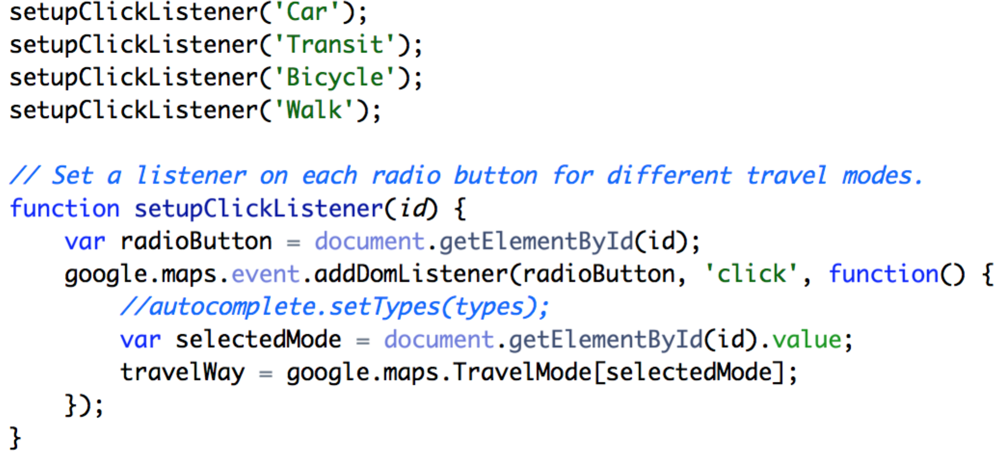 setupClickListener('Car');
setupClickListener('Transit');
setupClickListener('Bicycle');
setupClickListener('Walk');

// Set a listener on each radio button for different travel modes.
function setupClickListener(id) {
    var radioButton = document.getElementById(id);
    google.maps.event.addDomListener(radioButton, 'click', function() {
        //autocomplete.setTypes(types);
        var selectedMode = document.getElementById(id).value;
        travelWay = google.maps.TravelMode[selectedMode];
    });
}